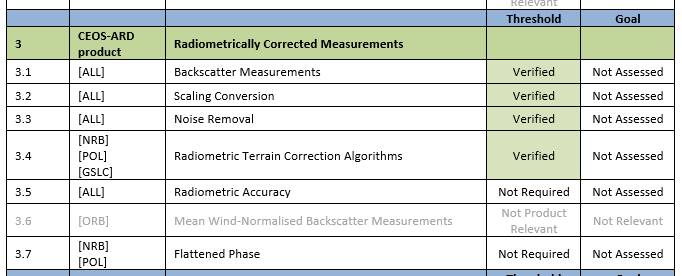 Relevant
Threshold Goal
3 CEOS-ARD product Radiometrically Corrected Measurements
3.1 [ALL] Backscatter Measurements Verified Not Assessed
3.2 [ALL] Scaling Conversion Verified Not Assessed
3.3 [ALL] Noise Removal Verified Not Assessed
3.4 [NRB] [POL] [GSLC] Radiometric Terrain Correction Algorithms Verified Not Assessed
3.5 [ALL] Radiometric Accuracy Not Required Not Assessed
3.6 [ORB] Mean Wind-Normalised Backscatter Measurements Not Product Relevant Not Relevant
3.7 [NRB] [POL] Flattened Phase Not Required Not Assessed